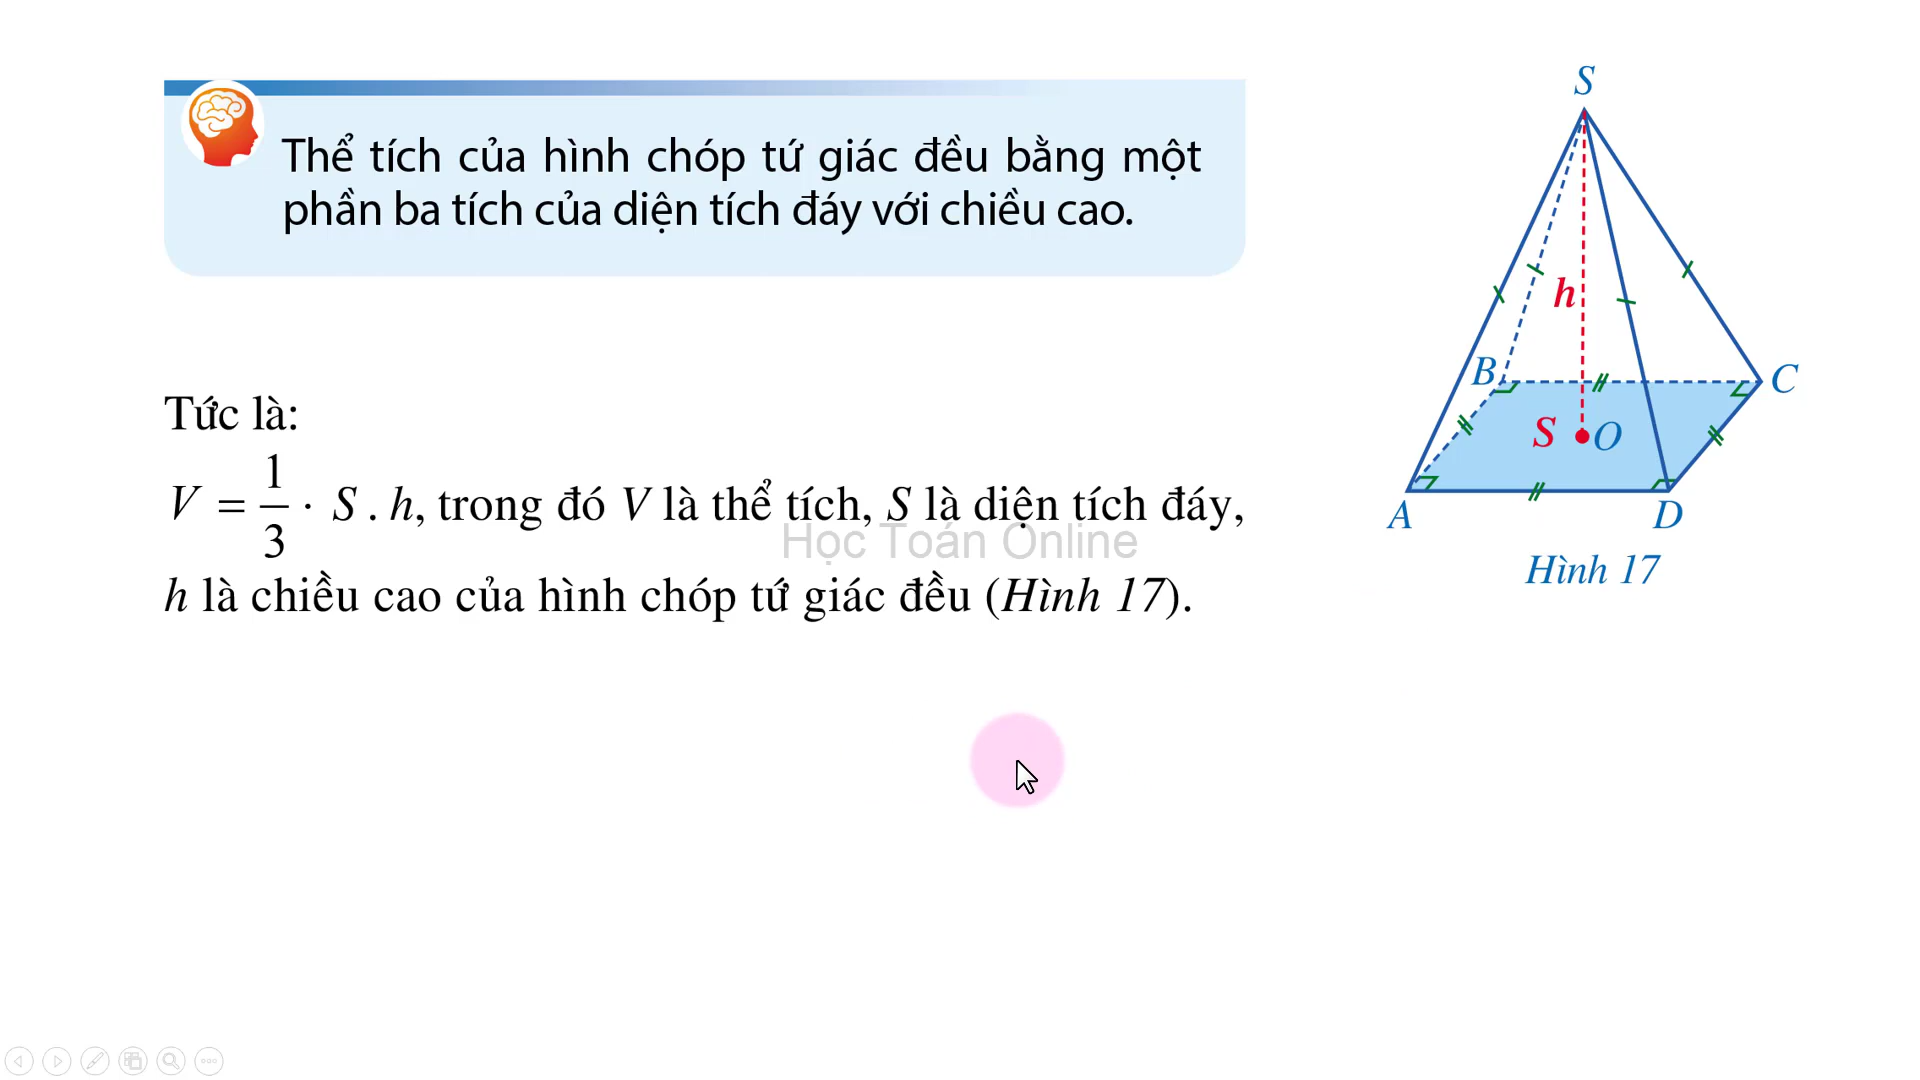 Thể tích của hình chóp tứ giác đều bằng một
phần ba tích của diện tích đáy với chiều cao.
Tức là:
V = 1/3 · S . h, trong đó V là thể tích, S là diện tích đáy,
h là chiều cao của hình chóp tứ giác đều (Hình 17).
Học Toán Online
S
h
B
C
S
O
A
D
Hình 17